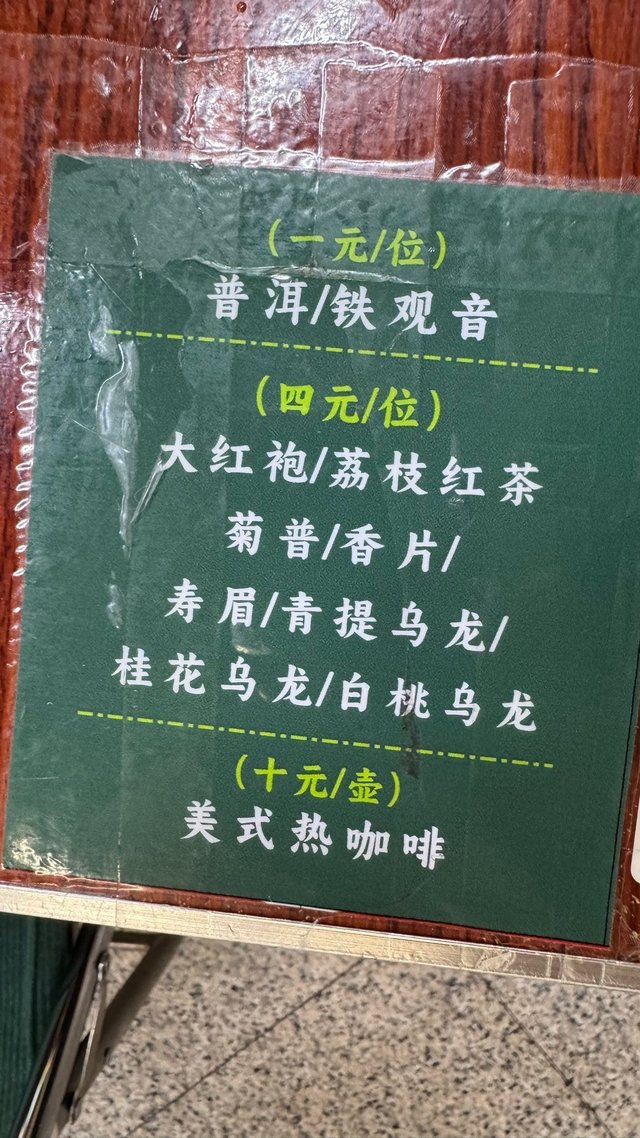 （一元/位）
普洱/铁观音
（四元/位）
大红袍/荔枝红茶
菊普/香片/
寿眉/青提乌龙/
桂花乌龙/白桃乌龙
（十元/壶）
美式热咖啡